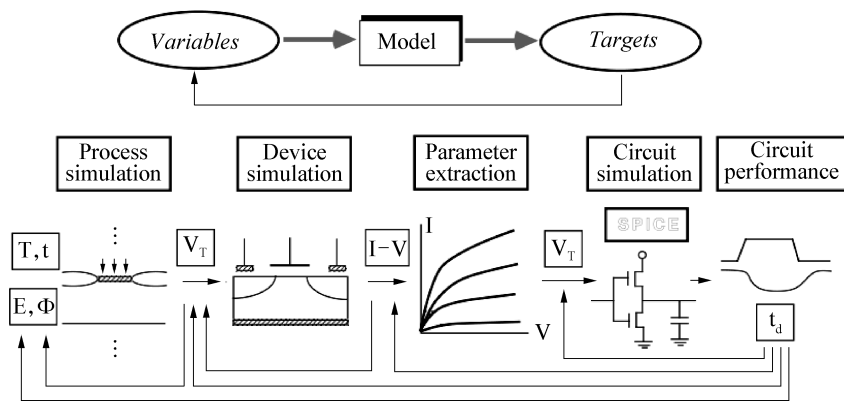 Variables
Model
Targets
Process
simulation
Device
simulation
Parameter
extraction
Circuit
simulation
Circuit
performance
SPICE
T, t
V_T
I-V
I
V_T
E, Φ
V
t_d